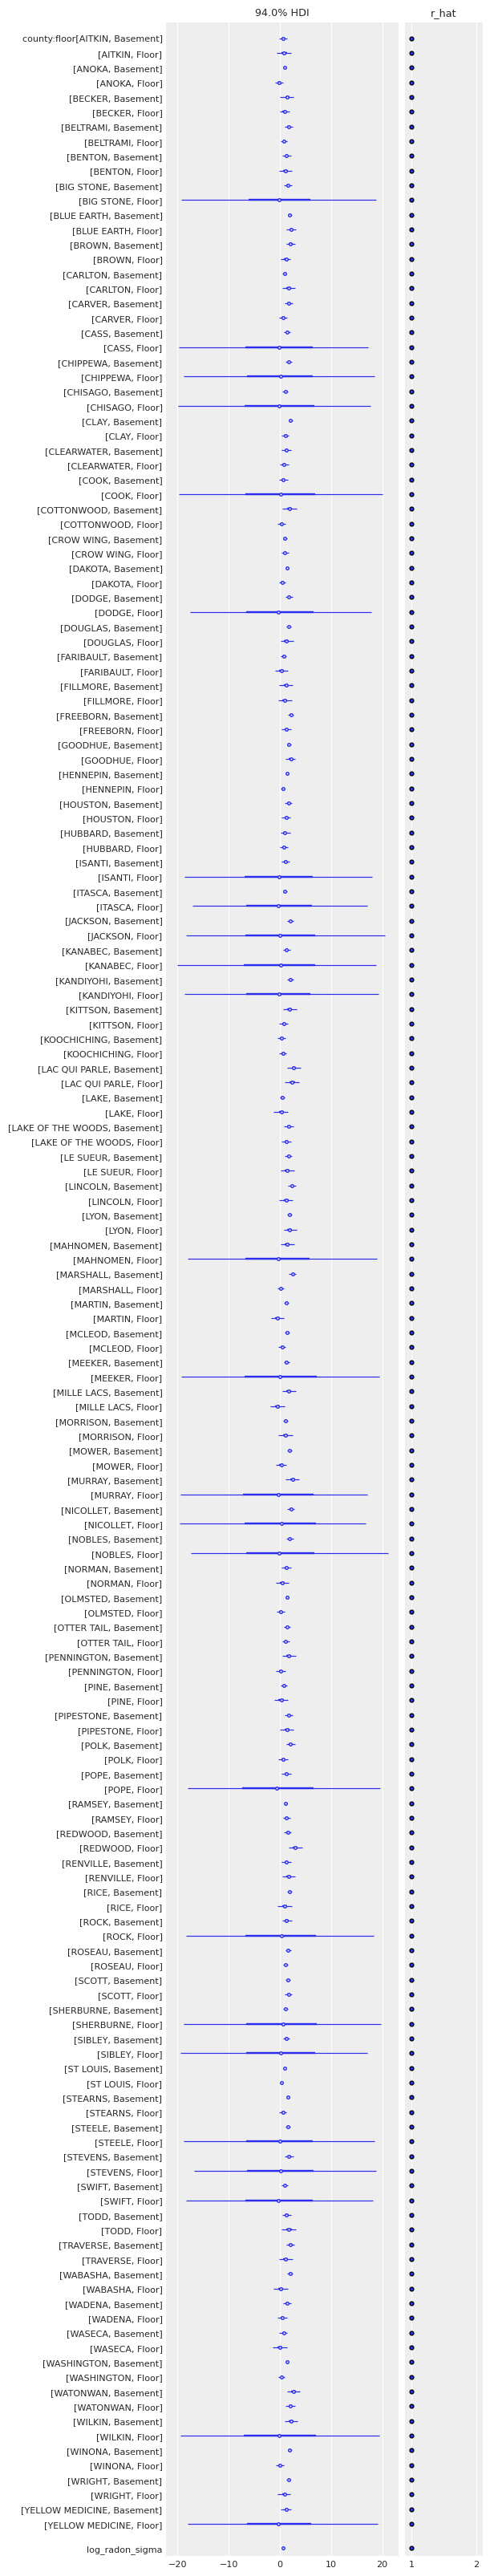 94.0% HDI
r_hat
county:floor[AITKIN, Basement]
[AITKIN, Floor]
[ANOKA, Basement]
[ANOKA, Floor]
[BECKER, Basement]
[BECKER, Floor]
[BELTRAMI, Basement]
[BELTRAMI, Floor]
[BENTON, Basement]
[BENTON, Floor]
[BIG STONE, Basement]
[BIG STONE, Floor]
[BLUE EARTH, Basement]
[BLUE EARTH, Floor]
[BROWN, Basement]
[BROWN, Floor]
[CARLTON, Basement]
[CARLTON, Floor]
[CARVER, Basement]
[CARVER, Floor]
[CASS, Basement]
[CASS, Floor]
[CHIPPEWA, Basement]
[CHIPPEWA, Floor]
[CHISAGO, Basement]
[CHISAGO, Floor]
[CLAY, Basement]
[CLAY, Floor]
[CLEARWATER, Basement]
[CLEARWATER, Floor]
[COOK, Basement]
[COOK, Floor]
[COTTONWOOD, Basement]
[COTTONWOOD, Floor]
[CROW WING, Basement]
[CROW WING, Floor]
[DAKOTA, Basement]
[DAKOTA, Floor]
[DODGE, Basement]
[DODGE, Floor]
[DOUGLAS, Basement]
[DOUGLAS, Floor]
[FARIBAULT, Basement]
[FARIBAULT, Floor]
[FILLMORE, Basement]
[FILLMORE, Floor]
[FREEBORN, Basement]
[FREEBORN, Floor]
[GOODHUE, Basement]
[GOODHUE, Floor]
[HENNEPIN, Basement]
[HENNEPIN, Floor]
[HOUSTON, Basement]
[HOUSTON, Floor]
[HUBBARD, Basement]
[HUBBARD, Floor]
[ISANTI, Basement]
[ISANTI, Floor]
[ITASCA, Basement]
[ITASCA, Floor]
[JACKSON, Basement]
[JACKSON, Floor]
[KANABEC, Basement]
[KANABEC, Floor]
[KANDIYOHI, Basement]
[KANDIYOHI, Floor]
[KITTSON, Basement]
[KITTSON, Floor]
[KOOCHICHING, Basement]
[KOOCHICHING, Floor]
[LAC QUI PARLE, Basement]
[LAC QUI PARLE, Floor]
[LAKE, Basement]
[LAKE, Floor]
[LAKE OF THE WOODS, Basement]
[LAKE OF THE WOODS, Floor]
[LE SUEUR, Basement]
[LE SUEUR, Floor]
[LINCOLN, Basement]
[LINCOLN, Floor]
[LYON, Basement]
[LYON, Floor]
[MAHNOMEN, Basement]
[MAHNOMEN, Floor]
[MARSHALL, Basement]
[MARSHALL, Floor]
[MARTIN, Basement]
[MARTIN, Floor]
[MCLEOD, Basement]
[MCLEOD, Floor]
[MEEKER, Basement]
[MEEKER, Floor]
[MILLE LACS, Basement]
[MILLE LACS, Floor]
[MORRISON, Basement]
[MORRISON, Floor]
[MOWER, Basement]
[MOWER, Floor]
[MURRAY, Basement]
[MURRAY, Floor]
[NICOLLET, Basement]
[NICOLLET, Floor]
[NOBLES, Basement]
[NOBLES, Floor]
[NORMAN, Basement]
[NORMAN, Floor]
[OLMSTED, Basement]
[OLMSTED, Floor]
[OTTER TAIL, Basement]
[OTTER TAIL, Floor]
[PENNINGTON, Basement]
[PENNINGTON, Floor]
[PINE, Basement]
[PINE, Floor]
[PIPESTONE, Basement]
[PIPESTONE, Floor]
[POLK, Basement]
[POLK, Floor]
[POPE, Basement]
[POPE, Floor]
[RAMSEY, Basement]
[RAMSEY, Floor]
[REDWOOD, Basement]
[REDWOOD, Floor]
[RENVILLE, Basement]
[RENVILLE, Floor]
[RICE, Basement]
[RICE, Floor]
[ROCK, Basement]
[ROCK, Floor]
[ROSEAU, Basement]
[ROSEAU, Floor]
[SCOTT, Basement]
[SCOTT, Floor]
[SHERBURNE, Basement]
[SHERBURNE, Floor]
[SIBLEY, Basement]
[SIBLEY, Floor]
[ST LOUIS, Basement]
[ST LOUIS, Floor]
[STEARNS, Basement]
[STEARNS, Floor]
[STEELE, Basement]
[STEELE, Floor]
[STEVENS, Basement]
[STEVENS, Floor]
[SWIFT, Basement]
[SWIFT, Floor]
[TODD, Basement]
[TODD, Floor]
[TRAVERSE, Basement]
[TRAVERSE, Floor]
[WABASHA, Basement]
[WABASHA, Floor]
[WADENA, Basement]
[WADENA, Floor]
[WASECA, Basement]
[WASECA, Floor]
[WASHINGTON, Basement]
[WASHINGTON, Floor]
[WATONWAN, Basement]
[WATONWAN, Floor]
[WILKIN, Basement]
[WILKIN, Floor]
[WINONA, Basement]
[WINONA, Floor]
[WRIGHT, Basement]
[WRIGHT, Floor]
[YELLOW MEDICINE, Basement]
[YELLOW MEDICINE, Floor]
log_radon_sigma
−20 −10 0 10 20 1 2